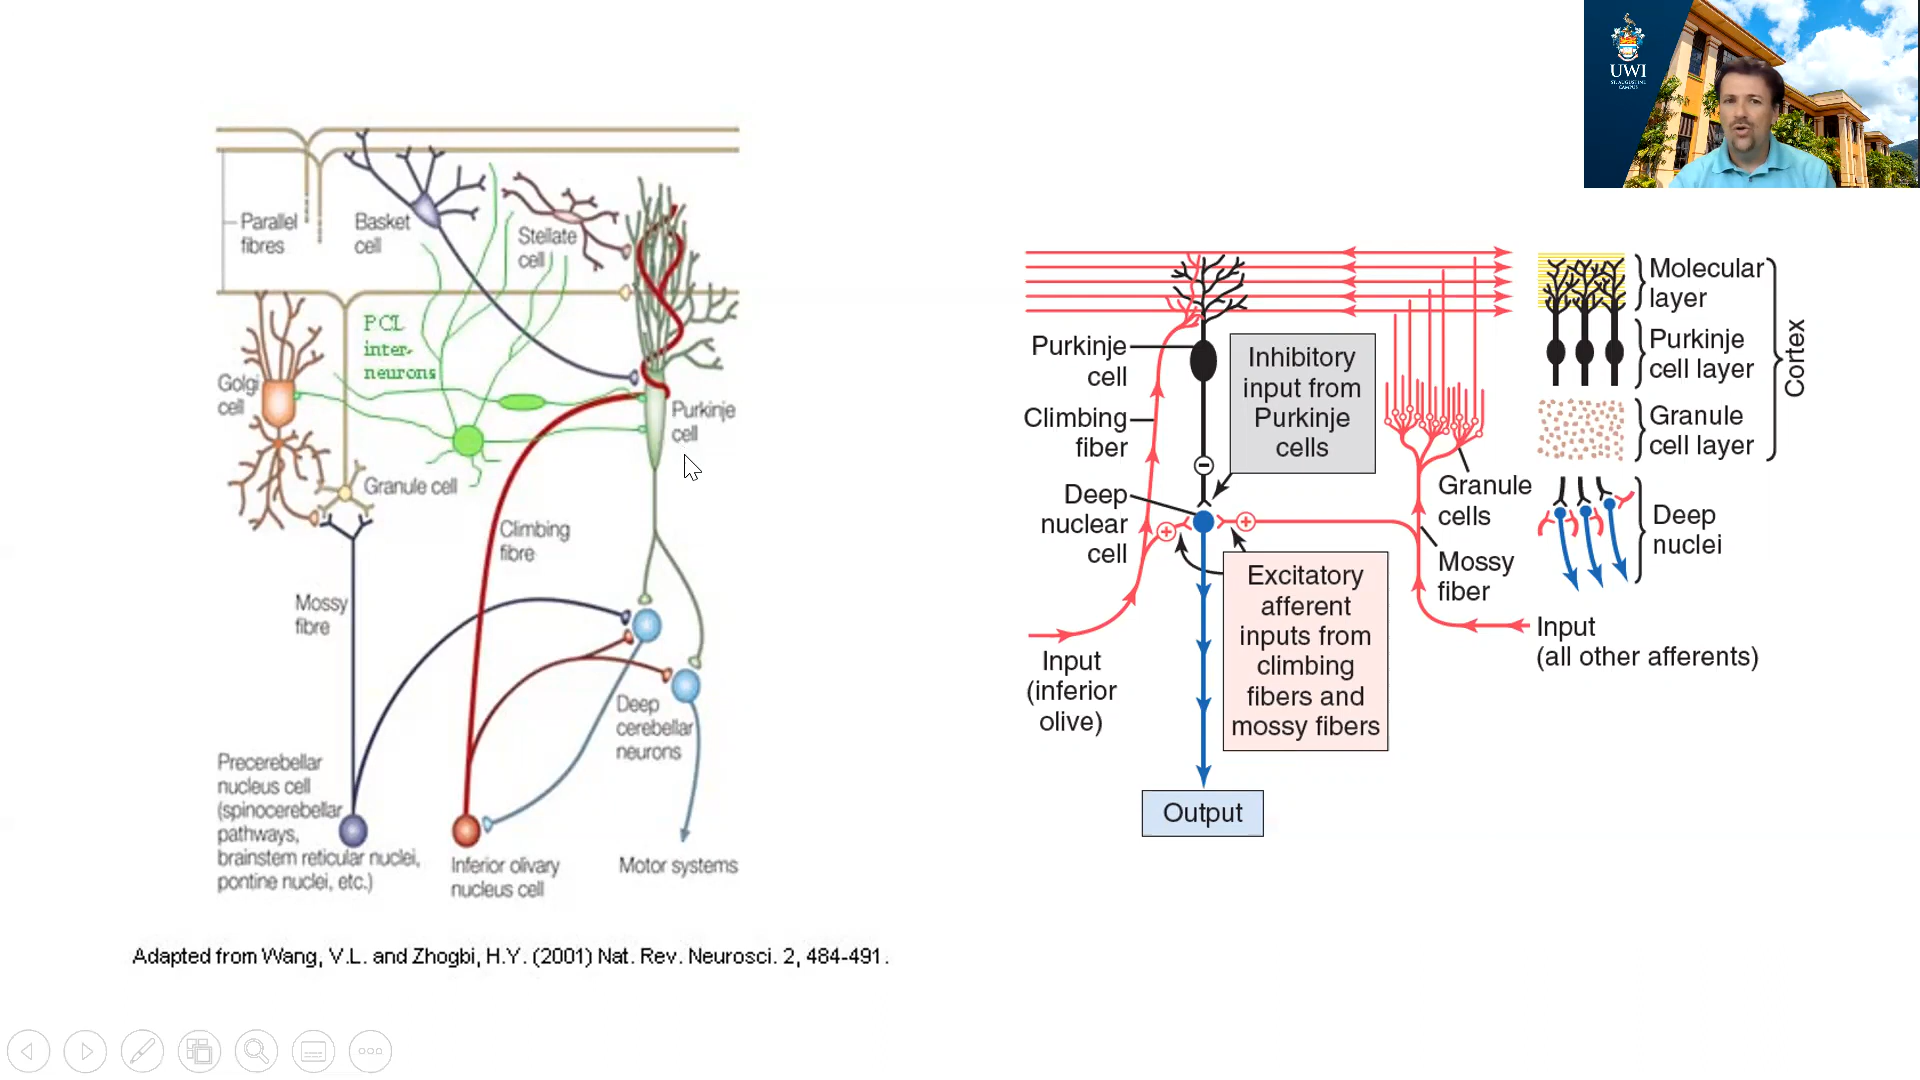 UWI
ST. AUGUSTINE
CAMPUS
Parallel
fibres
Basket
cell
Stellate
cell
PCL
inter-
neurons
Golgi
cell
Purkinje
cell
Granule cell
Climbing
fibre
Mossy
fibre
Deep
cerebellar
neurons
Precerebellar
nucleus cell
(spinocerebellar
pathways,
brainstem reticular nuclei,
pontine nuclei, etc.)
Inferior olivary
nucleus cell
Motor systems
Adapted from Wang, V.L. and Zhogbi, H.Y. (2001) Nat. Rev. Neurosci. 2, 484-491.
Purkinje
cell
Climbing
fiber
Deep
nuclear
cell
Input
(inferior
olive)
Inhibitory
input from
Purkinje
cells
Excitatory
afferent
inputs from
climbing
fibers and
mossy fibers
Output
Granule
cells
Mossy
fiber
Input
(all other afferents)
Molecular
layer
Purkinje
cell layer
Granule
cell layer
Cortex
Deep
nuclei